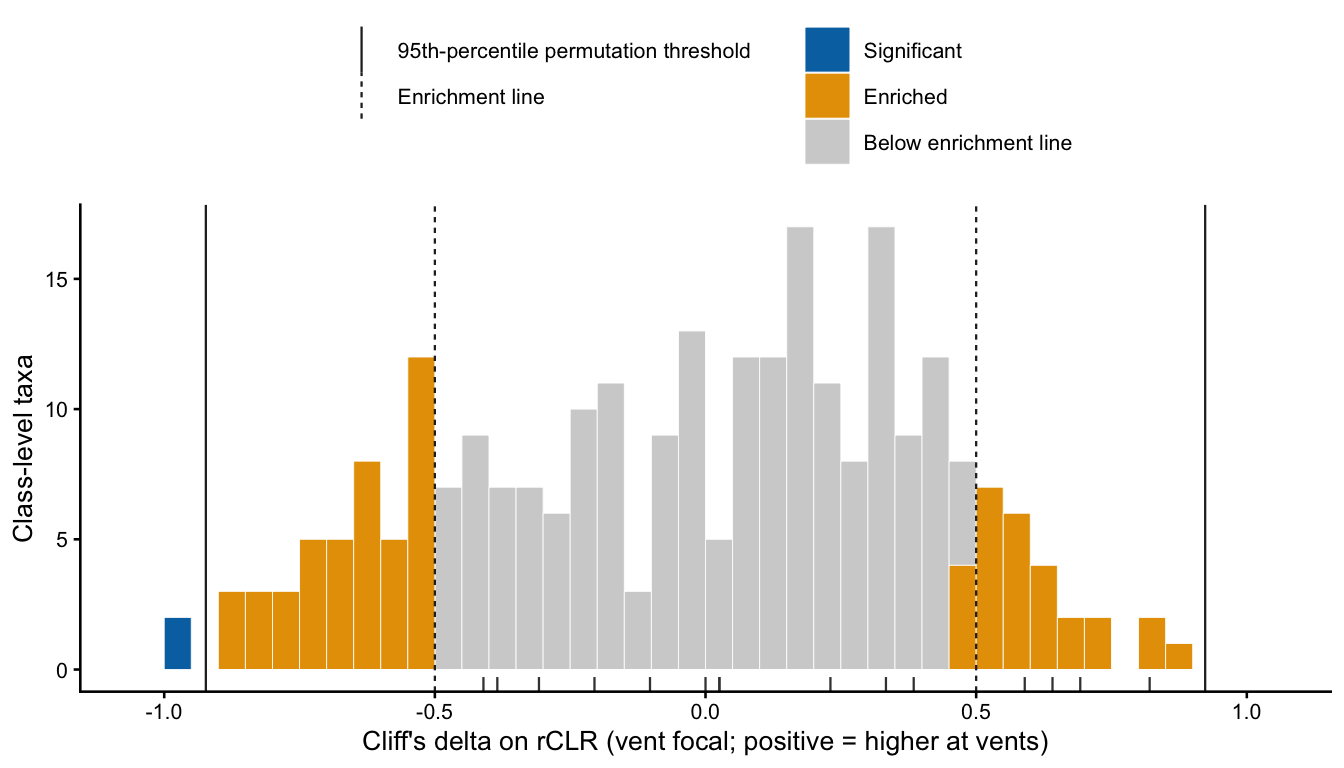 95th-percentile permutation threshold
Enrichment line
Significant
Enriched
Below enrichment line
Class-level taxa
15
10
5
0
-1.0
-0.5
0.0
0.5
1.0
Cliff's delta on rCLR (vent focal; positive = higher at vents)